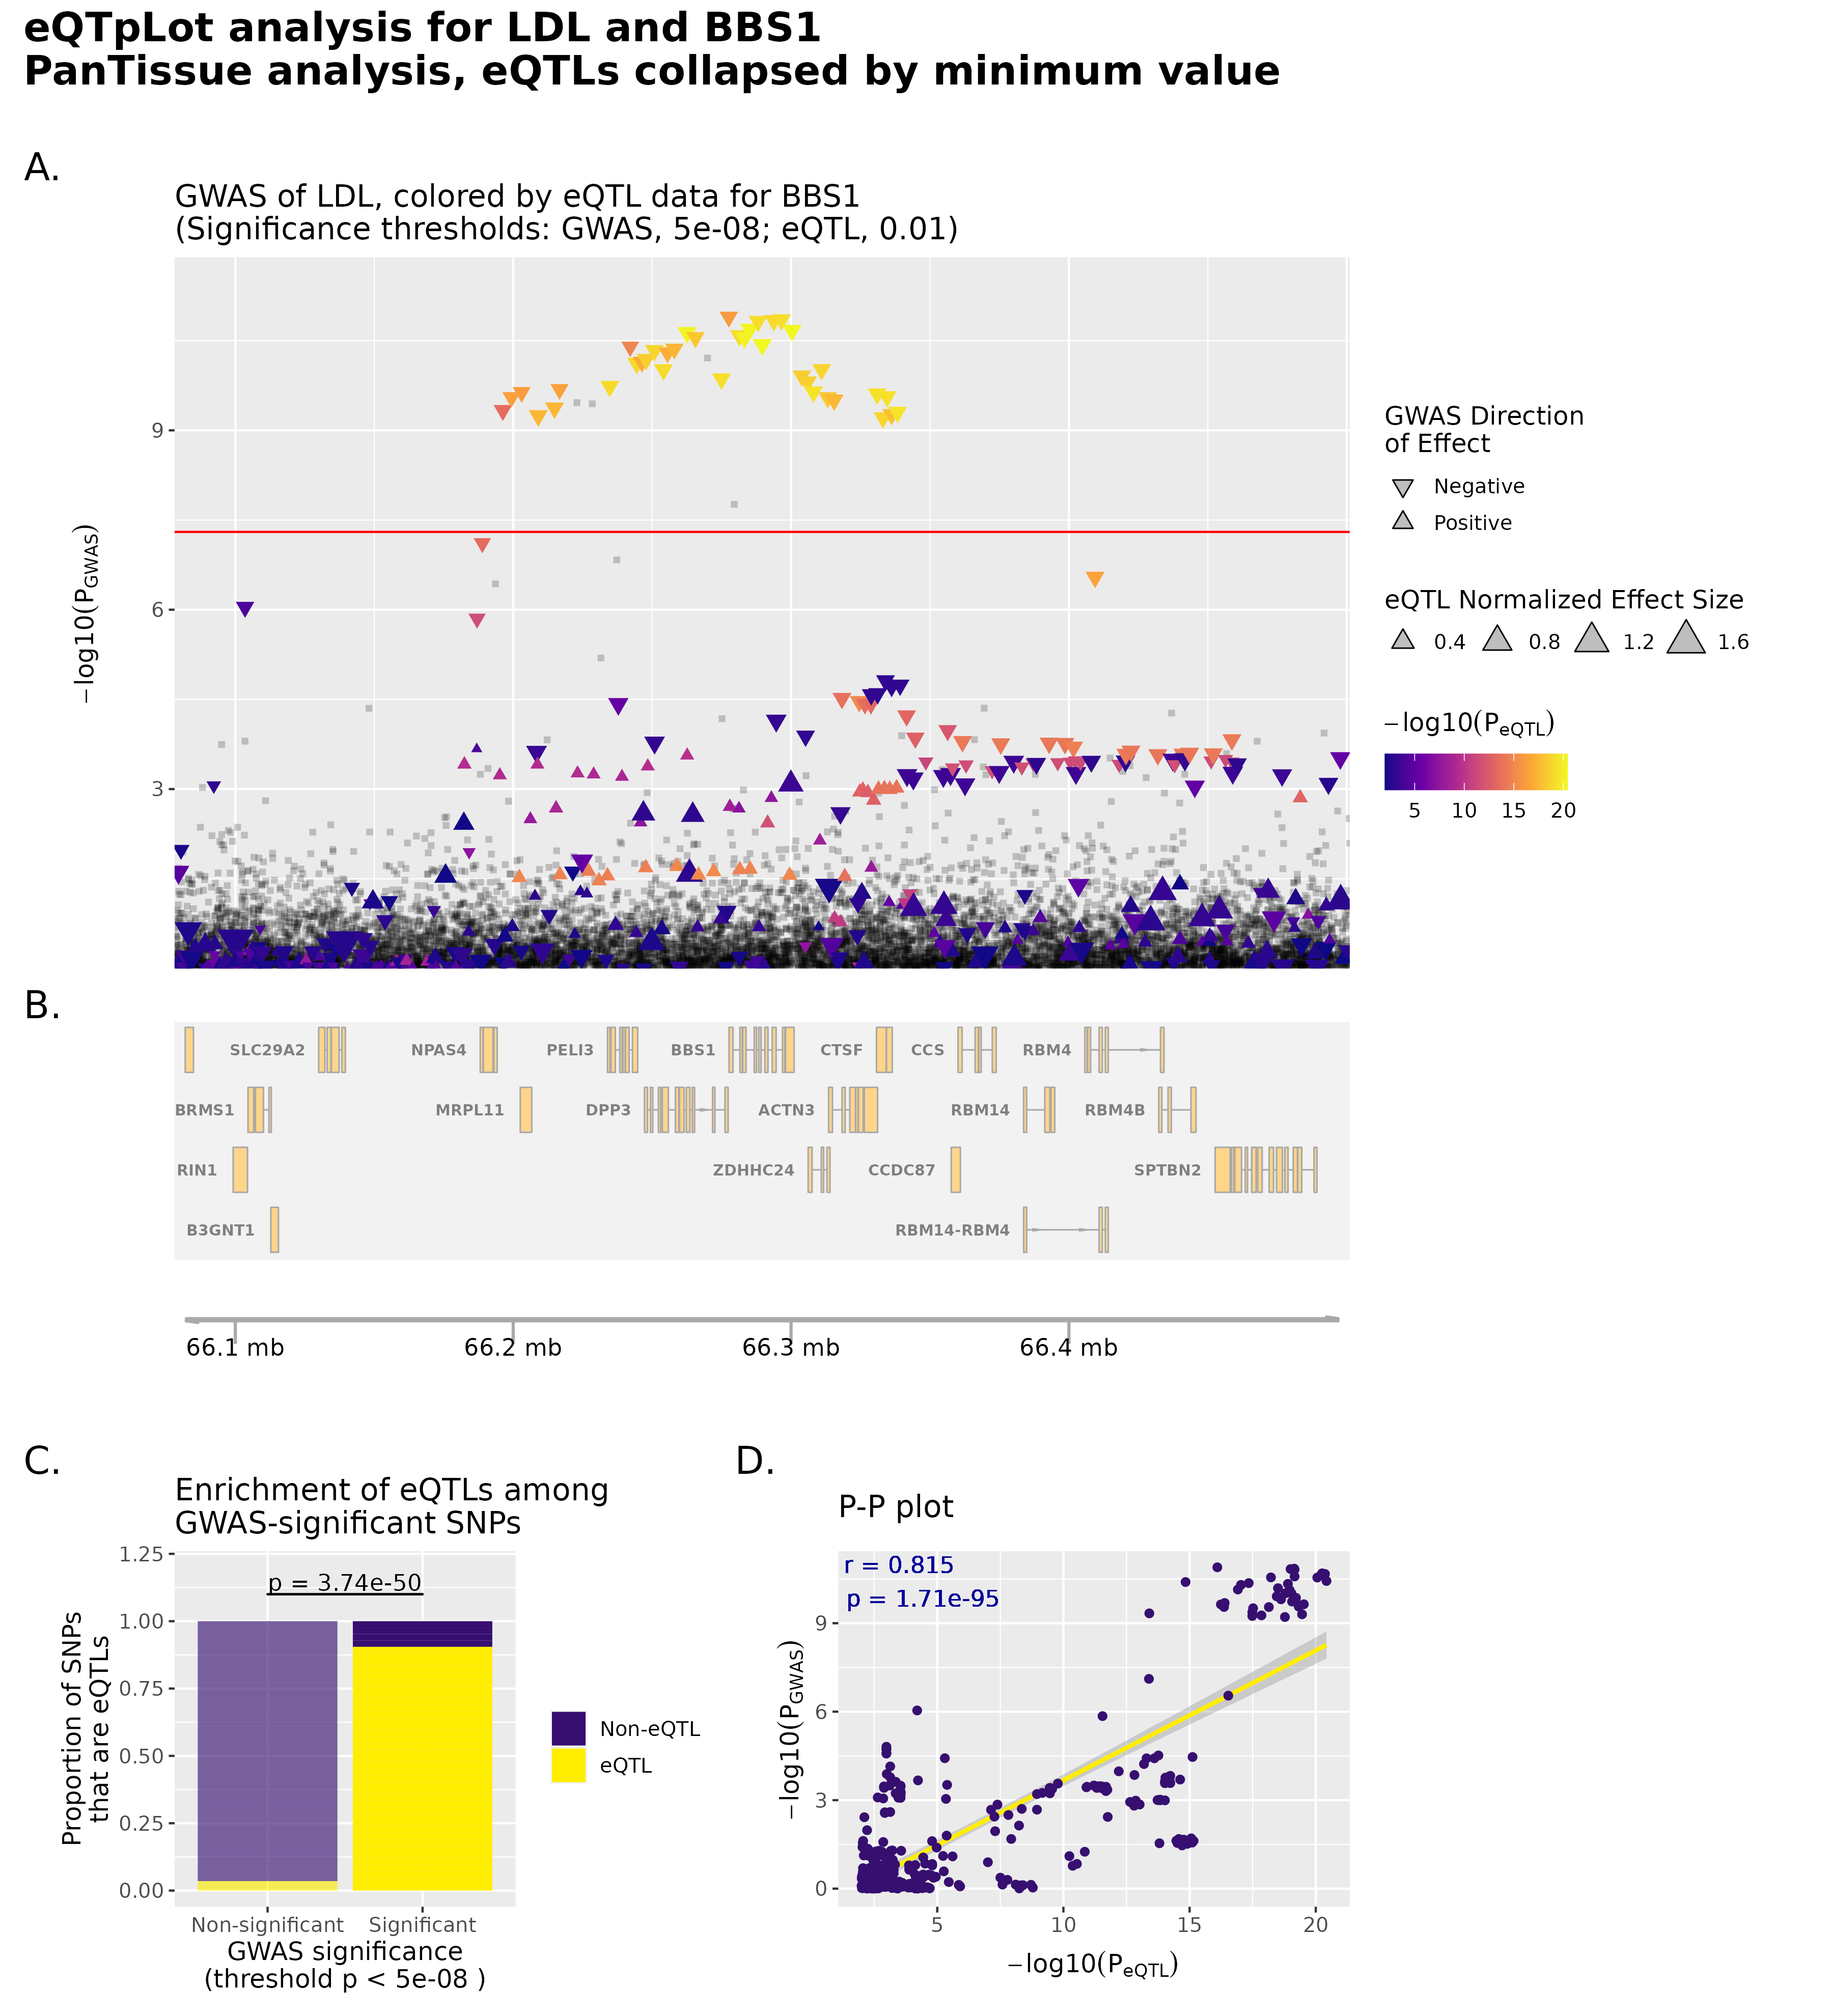 eQTpLot analysis for LDL and BBS1
PanTissue analysis, eQTLs collapsed by minimum value
A.
GWAS of LDL, colored by eQTL data for BBS1
(Significance thresholds: GWAS, 5e-08; eQTL, 0.01)
−log10(PGWAS)
9
6
3
GWAS Direction
of Effect
Negative
Positive
eQTL Normalized Effect Size
0.4 0.8 1.2 1.6
−log10(PeQTL)
5 10 15 20
B.
SLC29A2 NPAS4 PELI3 BBS1 CTSF CCS RBM4
BRMS1 MRPL11 DPP3 ACTN3 RBM14 RBM4B
RIN1 ZDHHC24 CCDC87 SPTBN2
B3GNT1 RBM14-RBM4
66.1 mb 66.2 mb 66.3 mb 66.4 mb
C.
Enrichment of eQTLs among
GWAS-significant SNPs
Proportion of SNPs
that are eQTLs
1.25
1.00
0.75
0.50
0.25
0.00
p = 3.74e-50
Non-significant Significant
GWAS significance
(threshold p < 5e-08 )
Non-eQTL
eQTL
D.
P-P plot
r = 0.815
p = 1.71e-95
−log10(PGWAS)
9
6
3
0
5 10 15 20
−log10(PeQTL)